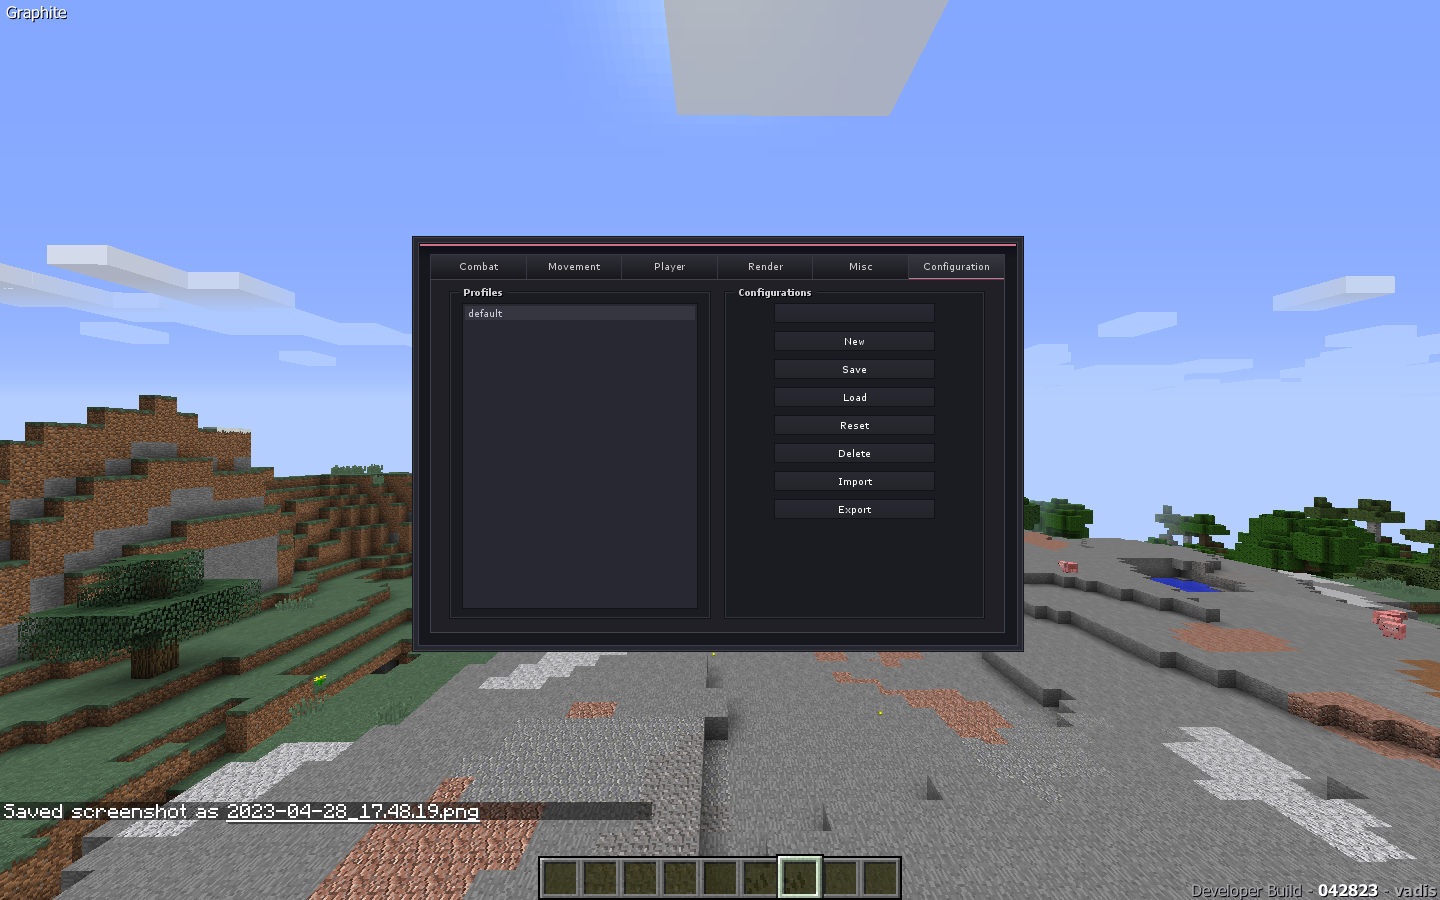 Graphite
Combat Movement Player Render Misc Configuration
Profiles
default
Configurations
New
Save
Load
Reset
Delete
Import
Export
Saved screenshot as 2023-04-28_17.48.19.png
Developer Build - 042823 - vadis